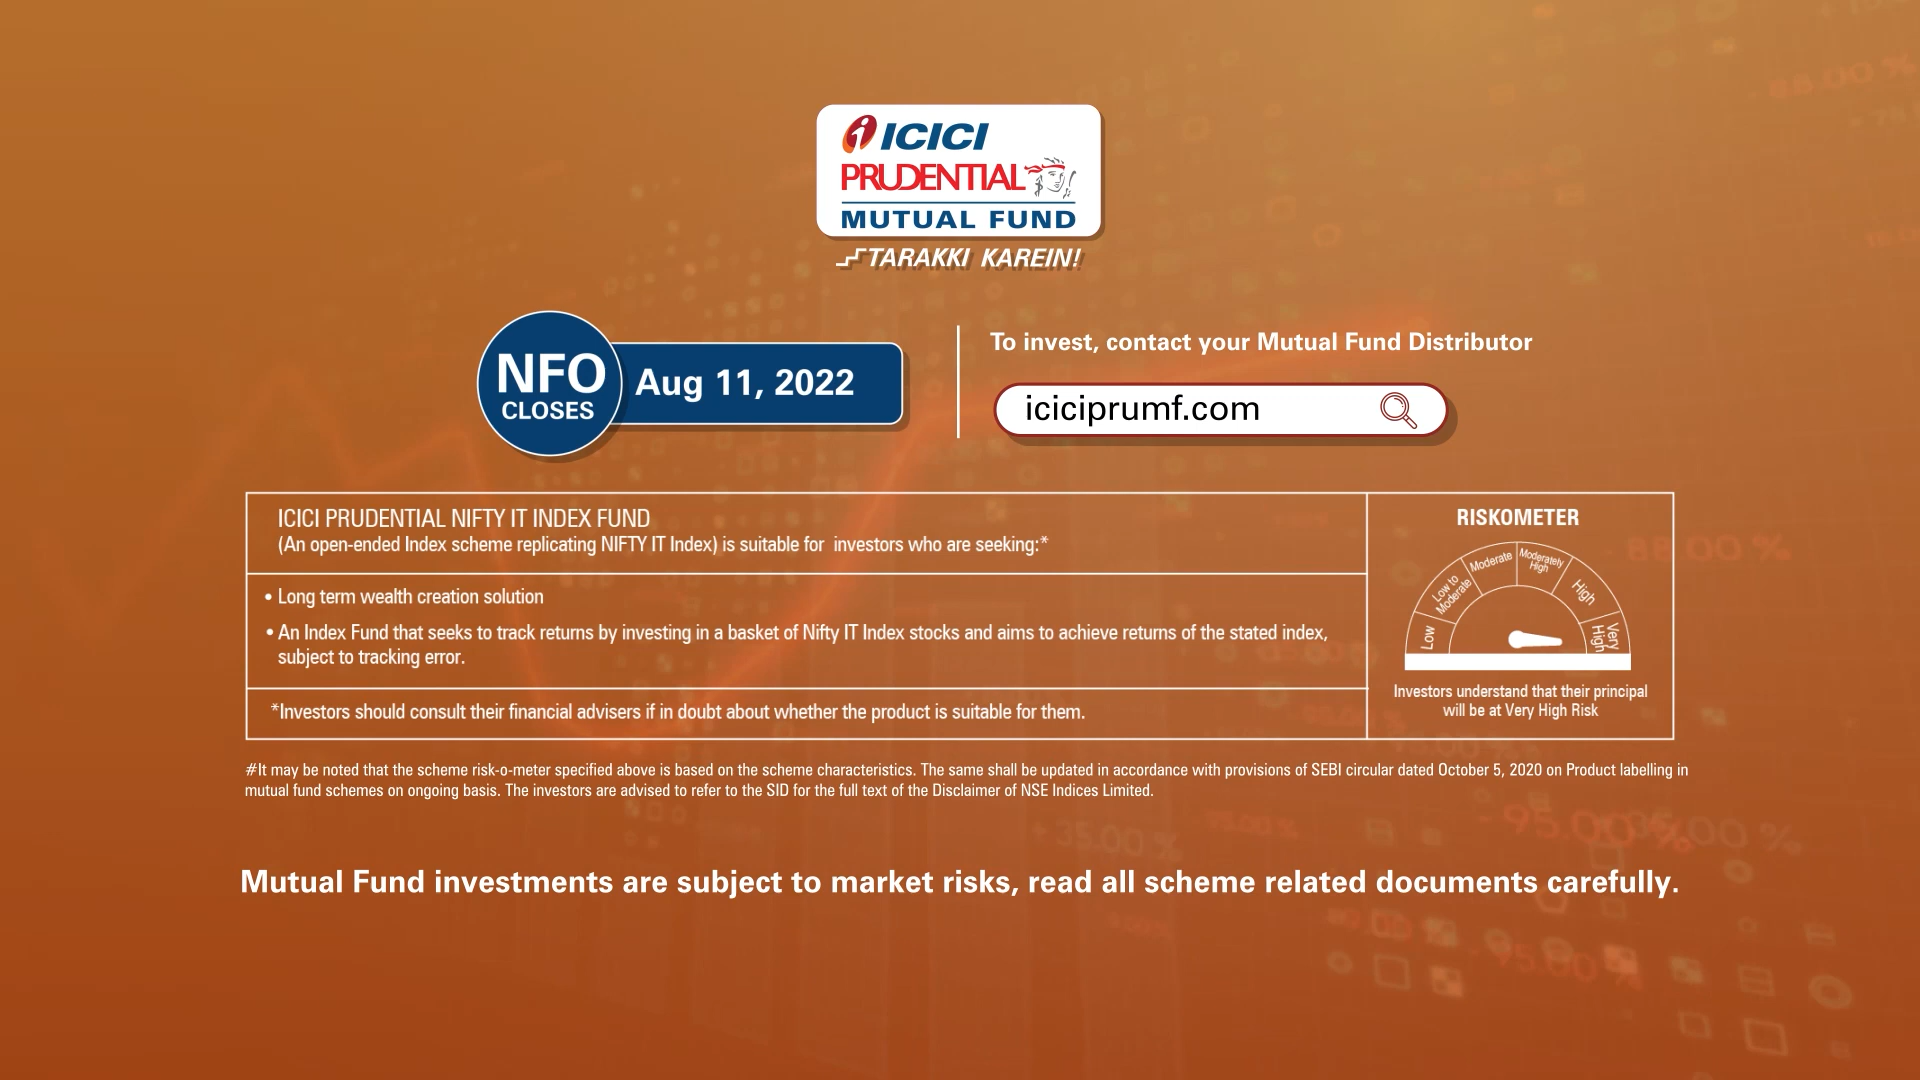 ICICI
PRUDENTIAL
MUTUAL FUND
TARAKKI KAREIN!
NFO
CLOSES
Aug 11, 2022
To invest, contact your Mutual Fund Distributor
iciciprumf.com
ICICI PRUDENTIAL NIFTY IT INDEX FUND
(An open-ended Index scheme replicating NIFTY IT Index) is suitable for investors who are seeking:*
• Long term wealth creation solution
• An Index Fund that seeks to track returns by investing in a basket of Nifty IT Index stocks and aims to achieve returns of the stated index,
subject to tracking error.
*Investors should consult their financial advisers if in doubt about whether the product is suitable for them.
RISKOMETER
Low
Low to
Moderate
Moderate
Moderately
High
High
Very
High
Investors understand that their principal
will be at Very High Risk
#It may be noted that the scheme risk-o-meter specified above is based on the scheme characteristics. The same shall be updated in accordance with provisions of SEBI circular dated October 5, 2020 on Product labelling in
mutual fund schemes on ongoing basis. The investors are advised to refer to the SID for the full text of the Disclaimer of NSE Indices Limited.
- 88.00 %
+ 35.00 %
- 95.00 %
- 95.00 %
Mutual Fund investments are subject to market risks, read all scheme related documents carefully.